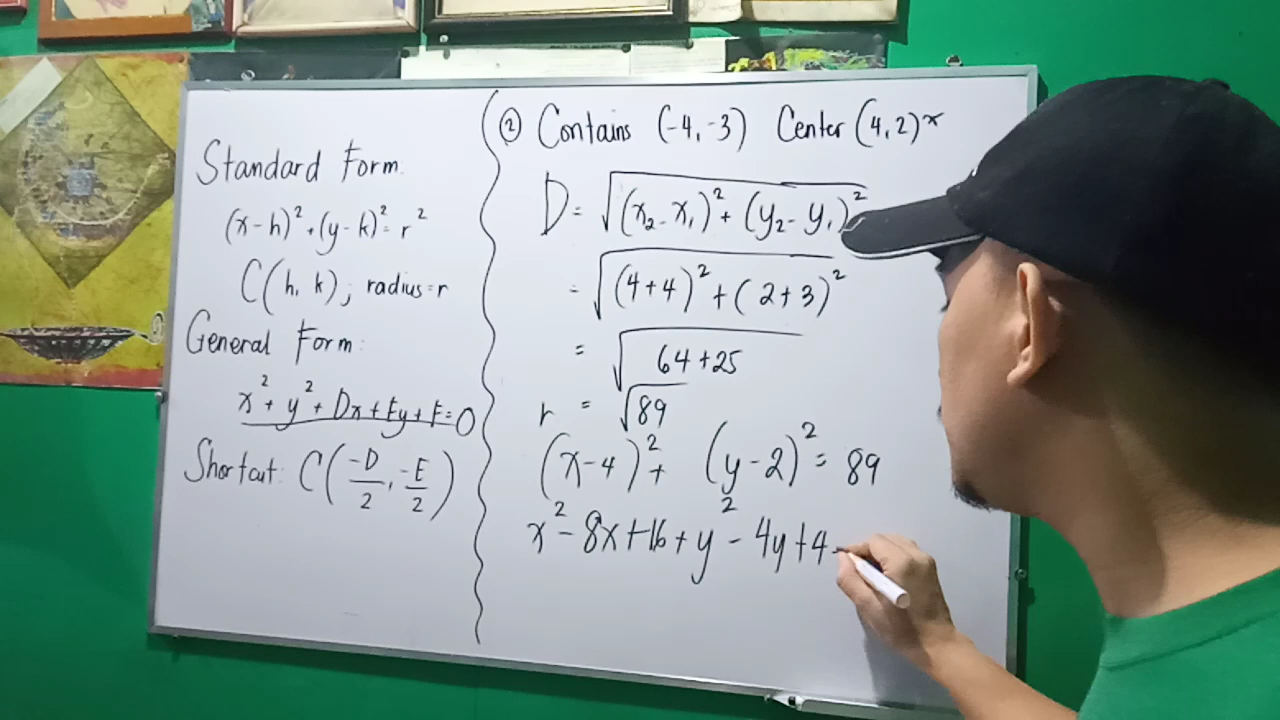 Standard Form.
(x-h)² + (y-k)² = r²
C(h, k), radius = r
General Form:
x² + y² + Dx + Ey + F = 0
Shortcut: C(-D/2, -E/2)
② Contains (-4, -3) Center (4, 2) x
D = √(x₂ - x₁)² + (y₂ - y₁)²
= √(4+4)² + (2+3)²
= √64+25
r = √89
(x-4)² + (y-2)² = 89
x² - 8x + 16 + y² - 4y + 4